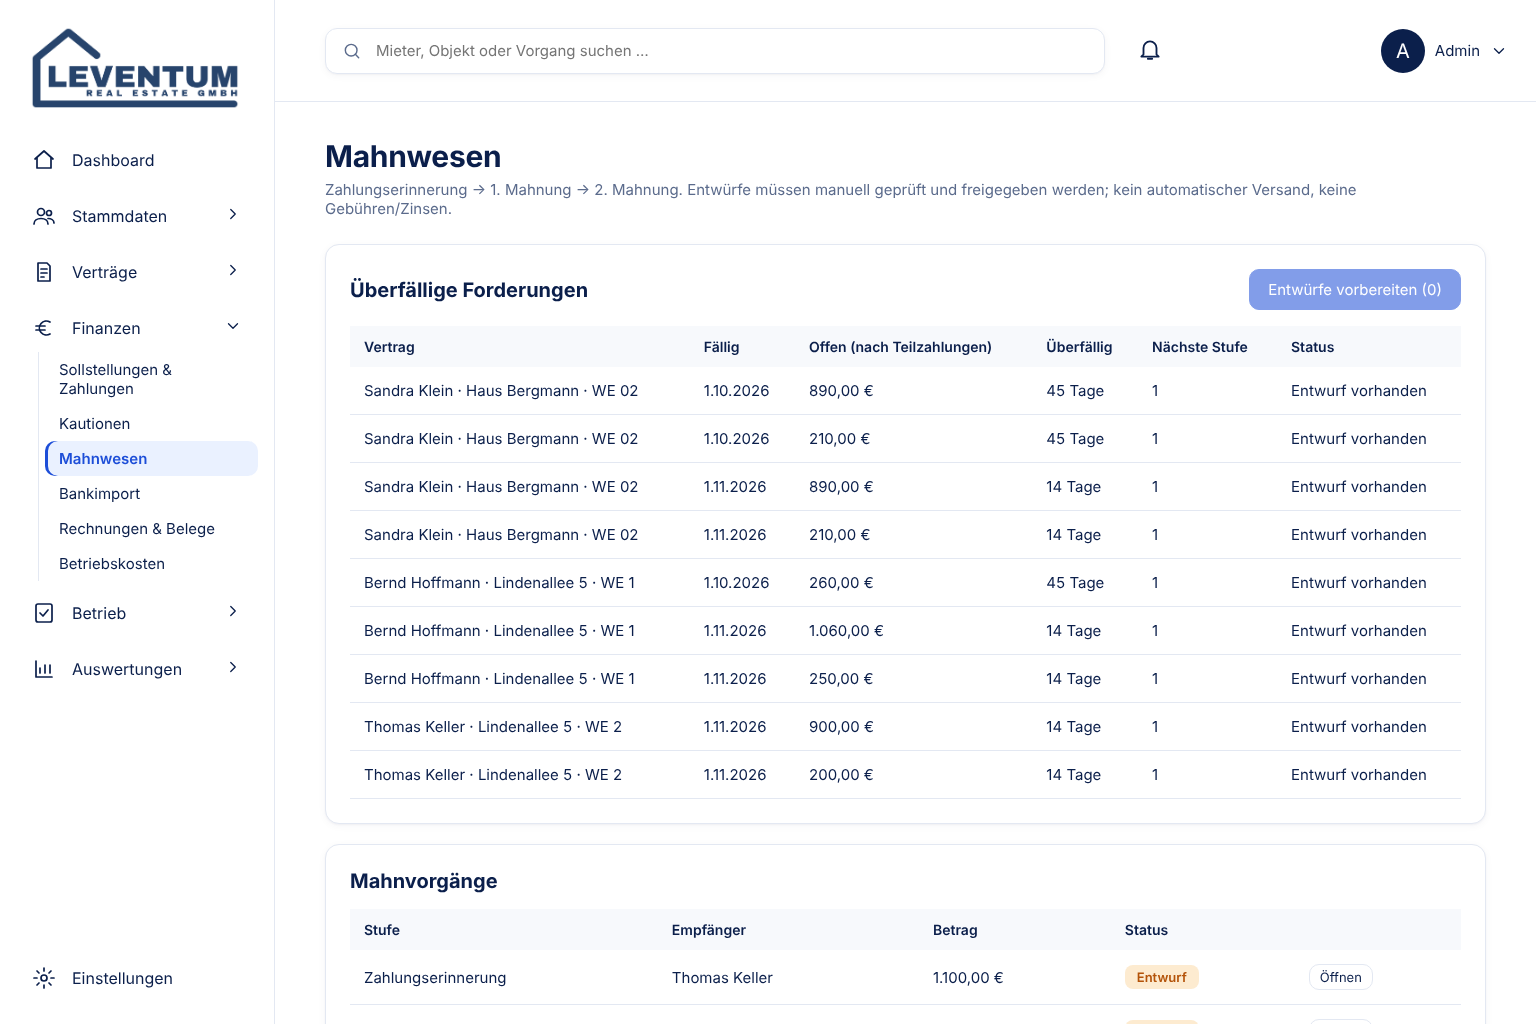 LEVENTUM
REAL ESTATE GMBH
Mieter, Objekt oder Vorgang suchen ...
A
Admin
Dashboard
Stammdaten
Verträge
Finanzen
Sollstellungen &
Zahlungen
Kautionen
Mahnwesen
Bankimport
Rechnungen & Belege
Betriebskosten
Betrieb
Auswertungen
Einstellungen
Mahnwesen
Zahlungserinnerung → 1. Mahnung → 2. Mahnung. Entwürfe müssen manuell geprüft und freigegeben werden; kein automatischer Versand, keine
Gebühren/Zinsen.
Überfällige Forderungen
Entwürfe vorbereiten (0)
Vertrag Fällig Offen (nach Teilzahlungen) Überfällig Nächste Stufe Status
Sandra Klein · Haus Bergmann · WE 02 1.10.2026 890,00 € 45 Tage 1 Entwurf vorhanden
Sandra Klein · Haus Bergmann · WE 02 1.10.2026 210,00 € 45 Tage 1 Entwurf vorhanden
Sandra Klein · Haus Bergmann · WE 02 1.11.2026 890,00 € 14 Tage 1 Entwurf vorhanden
Sandra Klein · Haus Bergmann · WE 02 1.11.2026 210,00 € 14 Tage 1 Entwurf vorhanden
Bernd Hoffmann · Lindenallee 5 · WE 1 1.10.2026 260,00 € 45 Tage 1 Entwurf vorhanden
Bernd Hoffmann · Lindenallee 5 · WE 1 1.11.2026 1.060,00 € 14 Tage 1 Entwurf vorhanden
Bernd Hoffmann · Lindenallee 5 · WE 1 1.11.2026 250,00 € 14 Tage 1 Entwurf vorhanden
Thomas Keller · Lindenallee 5 · WE 2 1.11.2026 900,00 € 14 Tage 1 Entwurf vorhanden
Thomas Keller · Lindenallee 5 · WE 2 1.11.2026 200,00 € 14 Tage 1 Entwurf vorhanden
Mahnvorgänge
Stufe Empfänger Betrag Status
Zahlungserinnerung Thomas Keller 1.100,00 € Entwurf Öffnen